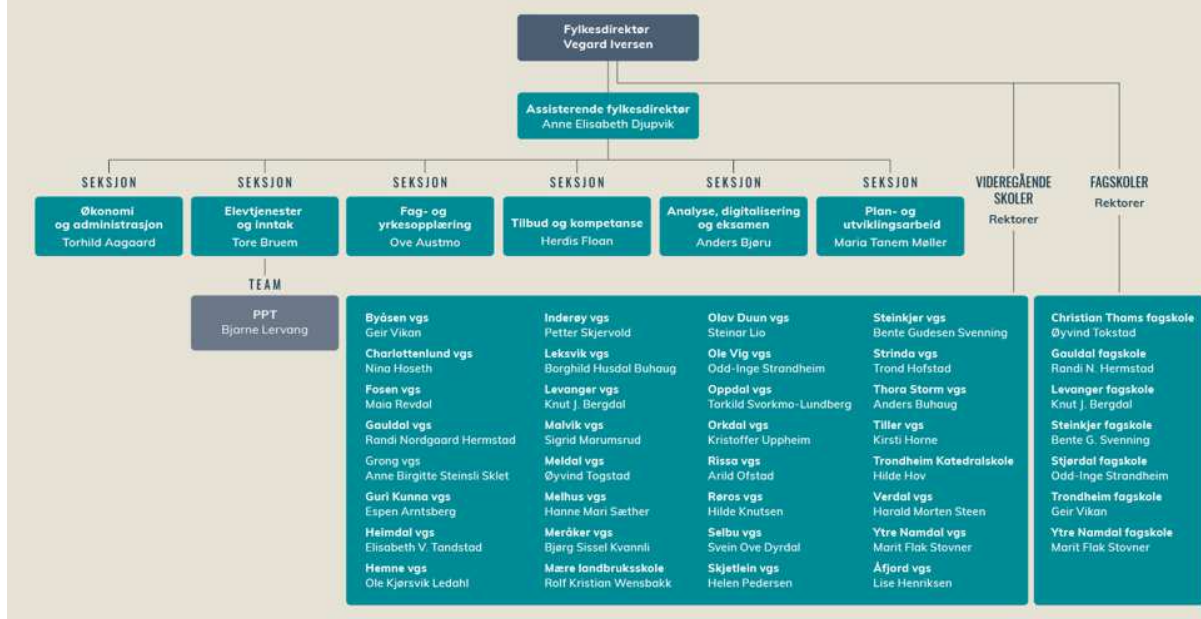 Fylkesdirektør
Vegard Iversen
Assisterende fylkesdirektør
Anne Elisabeth Djupvik
SEKSJON
Økonomi
og administrasjon
Torhild Aagaard
SEKSJON
Elevtjenester
og inntak
Tore Bruem
TEAM
PPT
Bjarne Lervang
SEKSJON
Fag- og
yrkesopplæring
Ove Austmo
SEKSJON
Tilbud og kompetanse
Herdis Floan
SEKSJON
Analyse, digitalisering
og eksamen
Anders Bjøru
SEKSJON
Plan- og
utviklingsarbeid
Maria Tanem Møller
VIDEREGÅENDE
SKOLER
Rektorer
Byåsen vgs
Geir Vikan
Charlottenlund vgs
Nina Hoseth
Fosen vgs
Maia Revdal
Gauldal vgs
Randi Nordgaard Hermstad
Grong vgs
Anne Birgitte Steinsli Sklet
Guri Kunna vgs
Espen Arntsberg
Heimdal vgs
Elisabeth V. Tandstad
Hemne vgs
Ole Kjørsvik Ledahl
Inderøy vgs
Petter Skjervold
Leksvik vgs
Borghild Husdal Buhaug
Levanger vgs
Knut J. Bergdal
Malvik vgs
Sigrid Marumsrud
Meldal vgs
Øyvind Togstad
Melhus vgs
Hanne Mari Sæther
Meråker vgs
Bjørg Sissel Kvannli
Mære landbruksskole
Rolf Kristian Wensbakk
Olav Duun vgs
Steinar Lio
Ole Vig vgs
Odd-Inge Strandheim
Oppdal vgs
Torkild Svorkmo-Lundberg
Orkdal vgs
Kristoffer Uppheim
Rissa vgs
Arild Ofstad
Røros vgs
Hilde Knutsen
Selbu vgs
Svein Ove Dyrdal
Skjetlein vgs
Helen Pedersen
Steinkjer vgs
Bente Gudesen Svenning
Strinda vgs
Trond Hofstad
Thora Storm vgs
Anders Buhaug
Tiller vgs
Kirsti Horne
Trondheim Katedralskole
Hilde Hov
Verdal vgs
Harald Morten Steen
Ytre Namdal vgs
Marit Flak Stovner
Åfjord vgs
Lise Henriksen
FAGSKOLER
Rektorer
Christian Thams fagskole
Øyvind Tokstad
Gauldal fagskole
Randi N. Hermstad
Levanger fagskole
Knut J. Bergdal
Steinkjer fagskole
Bente G. Svenning
Stjørdal fagskole
Odd-Inge Strandheim
Trondheim fagskole
Geir Vikan
Ytre Namdal fagskole
Marit Flak Stovner